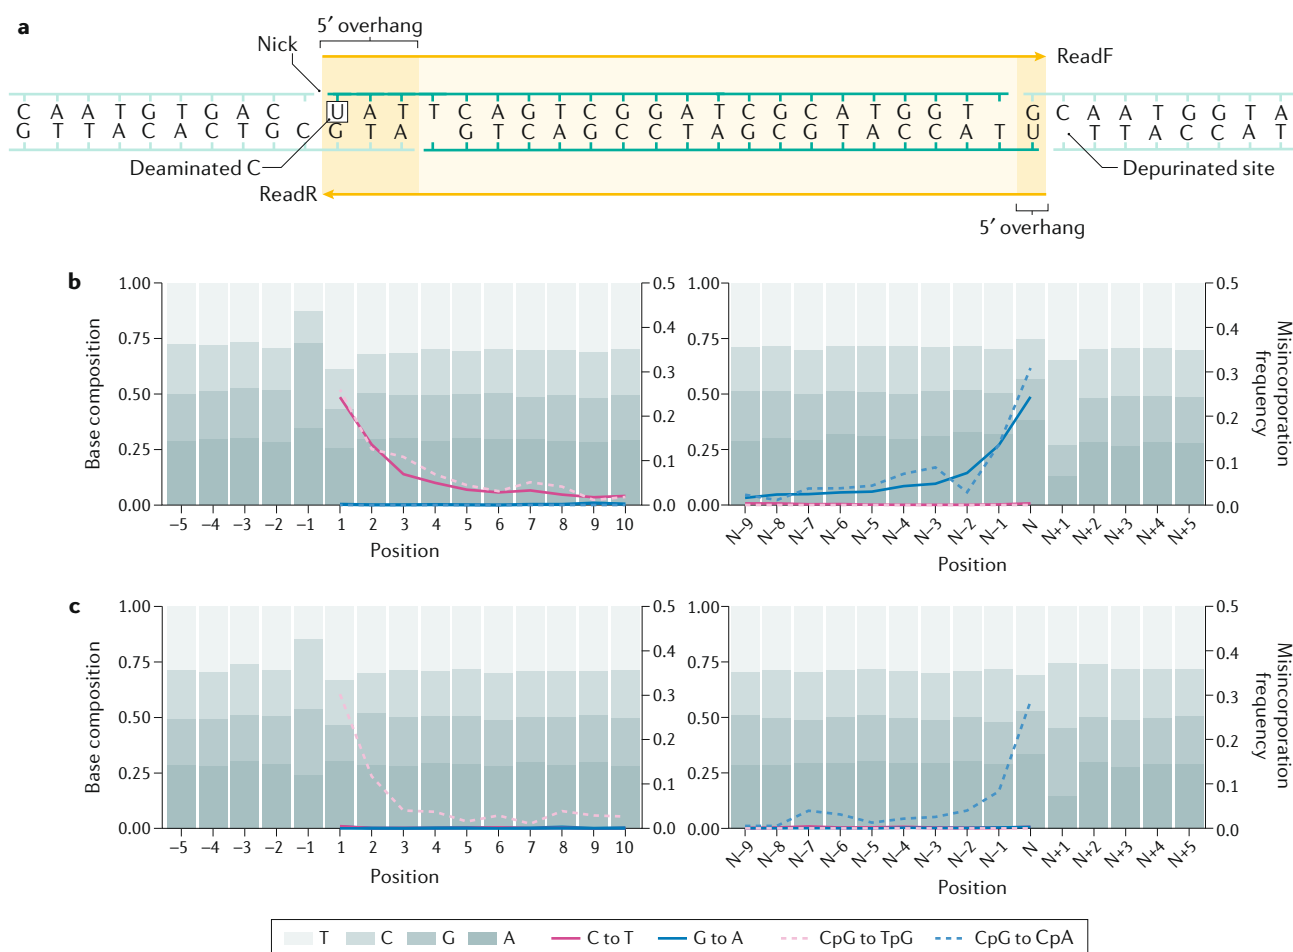 a
5′ overhang
Nick
ReadF
C A A T G T G A C U A T T C A G T C G G A T C G C A T G G T G C A A T G G T A
G T T A C A C T G C G T A G T C A G C C T A G C G T A C C A T U T T A C C A T
Deaminated C
Depurinated site
ReadR
5′ overhang
b
1.00 0.5 1.00 0.5
0.4 0.4
0.75 0.75
0.3 0.3
0.50 0.50
0.2 0.2
0.25 0.25
0.1 0.1
0.00 0.0 0.00 0.0
Base composition
Misincorporation
frequency
–5 –4 –3 –2 –1 1 2 3 4 5 6 7 8 9 10
N–9 N–8 N–7 N–6 N–5 N–4 N–3 N–2 N–1 N N+1 N+2 N+3 N+4 N+5
Position
Position
c
1.00 0.5 1.00 0.5
0.4 0.4
0.75 0.75
0.3 0.3
0.50 0.50
0.2 0.2
0.25 0.25
0.1 0.1
0.00 0.0 0.00 0.0
Base composition
Misincorporation
frequency
–5 –4 –3 –2 –1 1 2 3 4 5 6 7 8 9 10
N–9 N–8 N–7 N–6 N–5 N–4 N–3 N–2 N–1 N N+1 N+2 N+3 N+4 N+5
Position
Position
T C G A C to T G to A CpG to TpG CpG to CpA